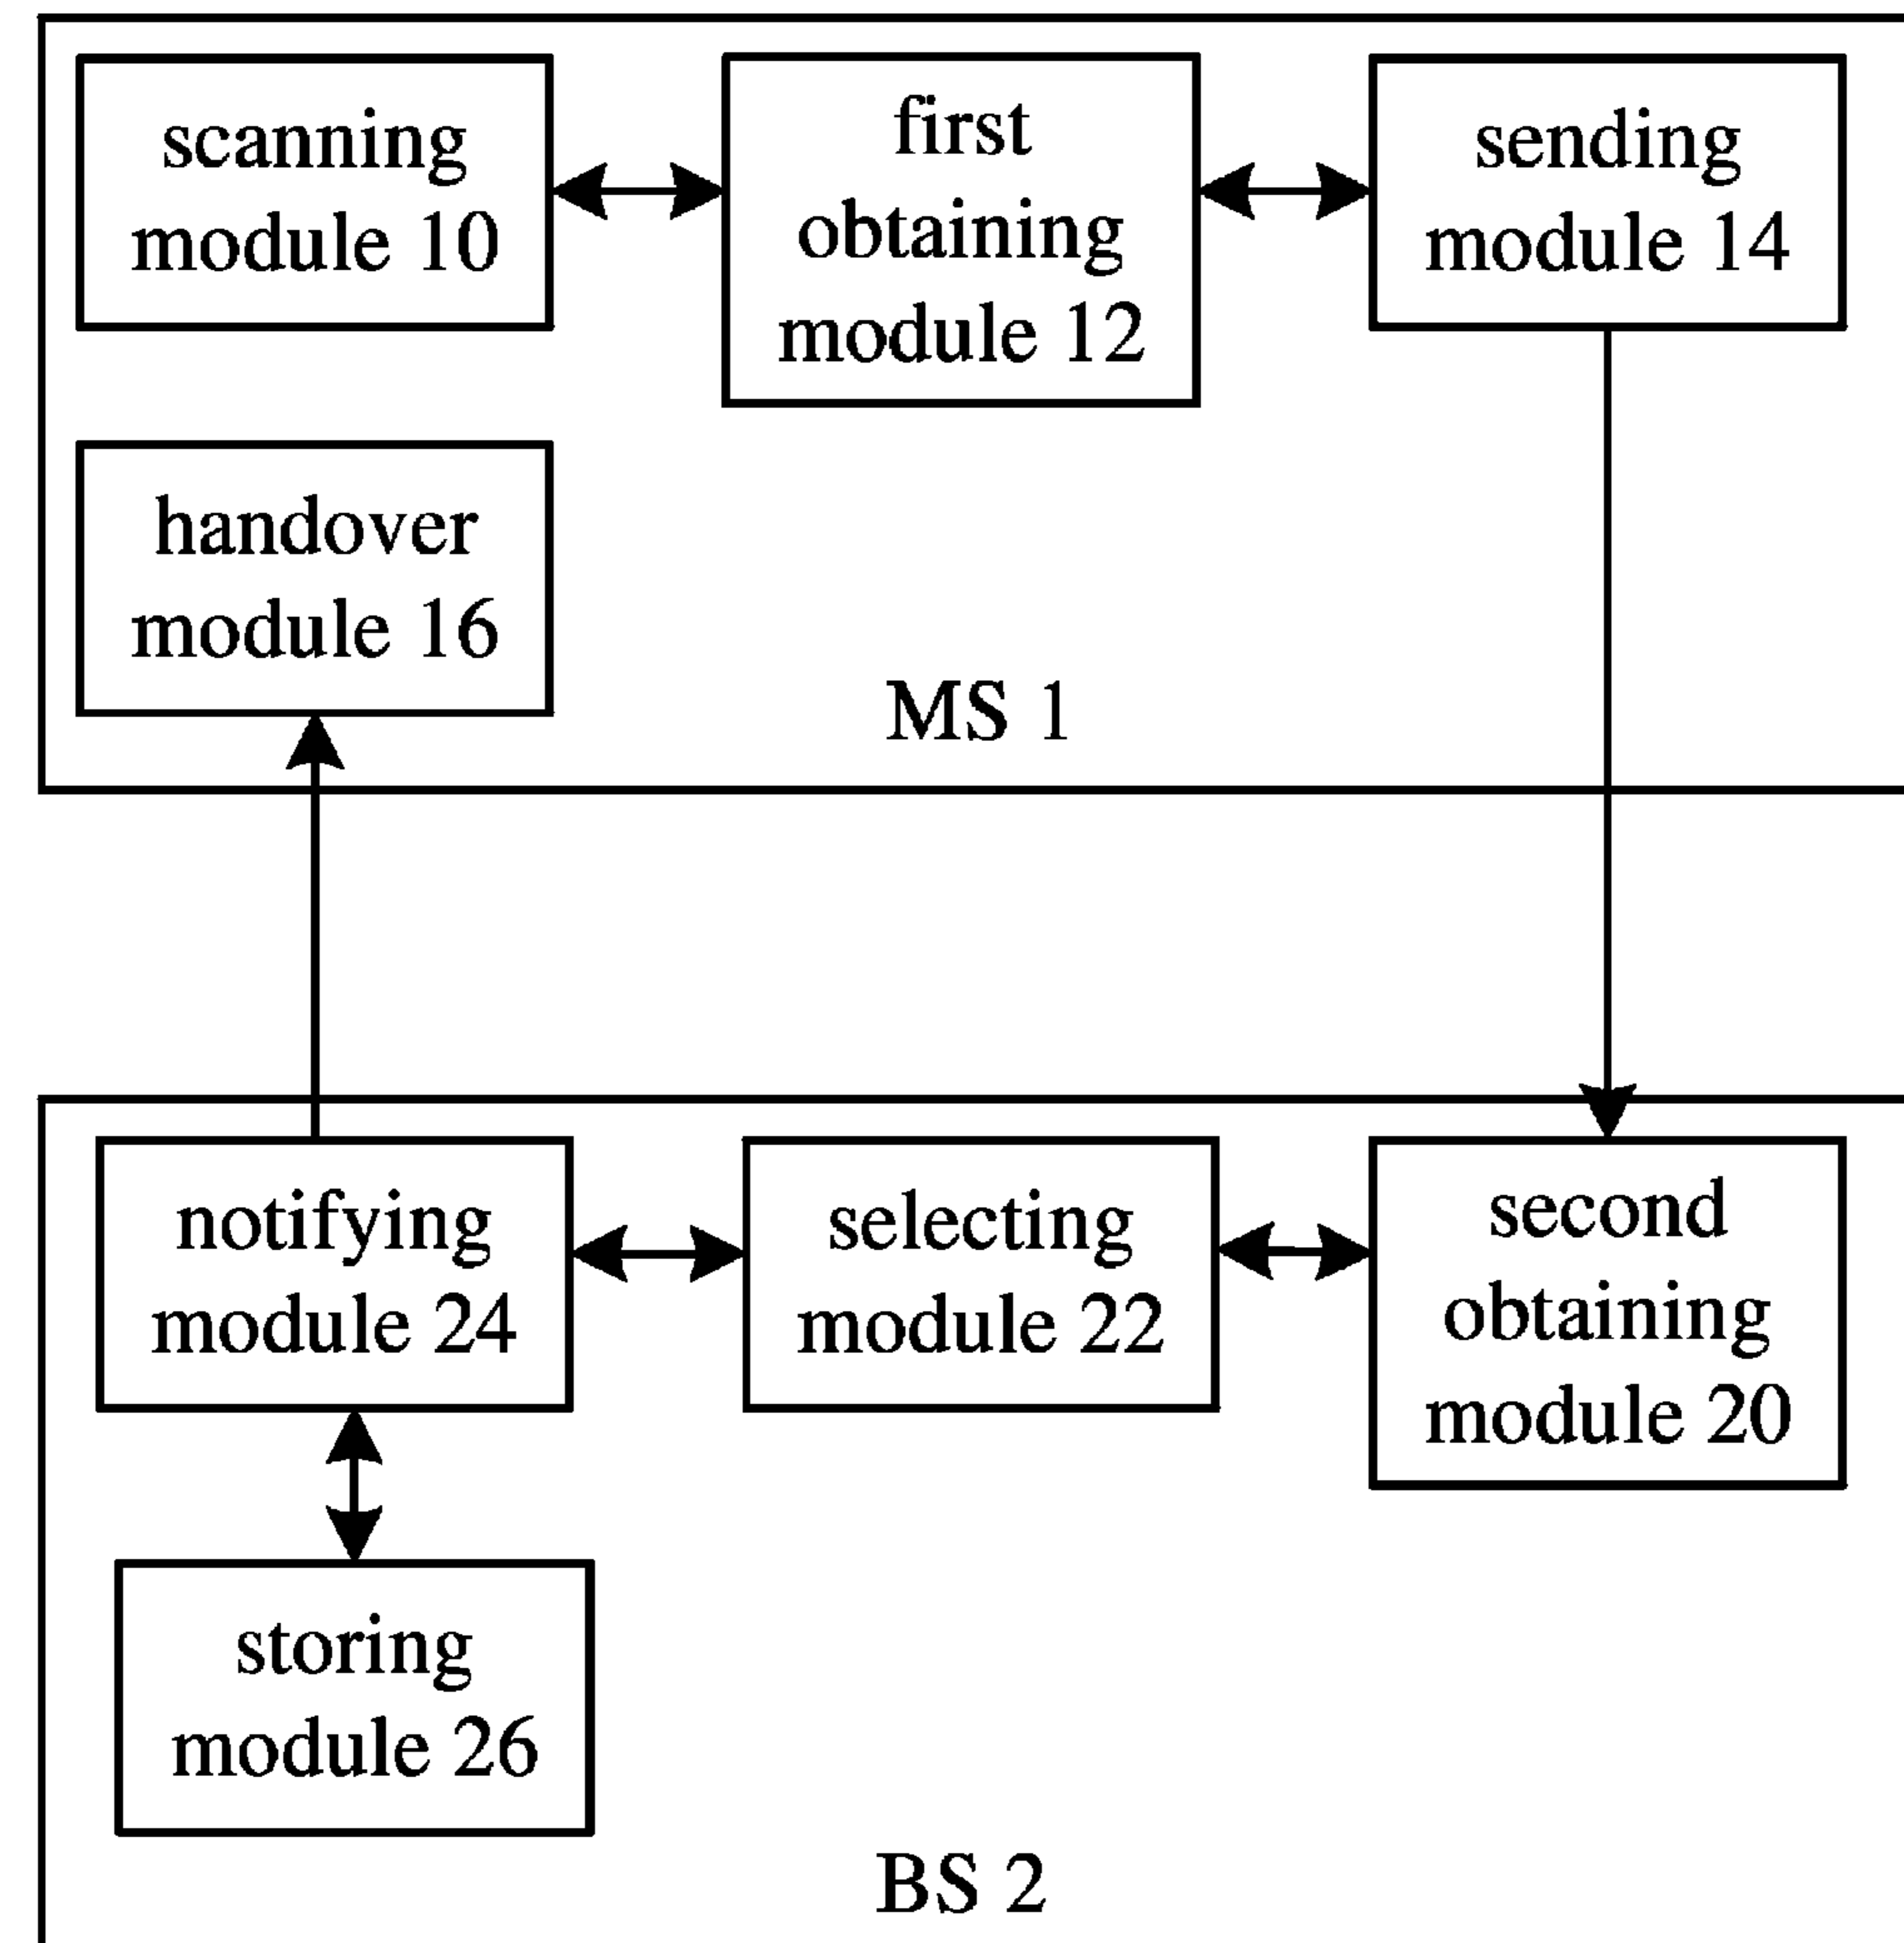 scanning
module 10
first
obtaining
module 12
sending
module 14
handover
module 16
MS 1
notifying
module 24
selecting
module 22
second
obtaining
module 20
storing
module 26
BS 2